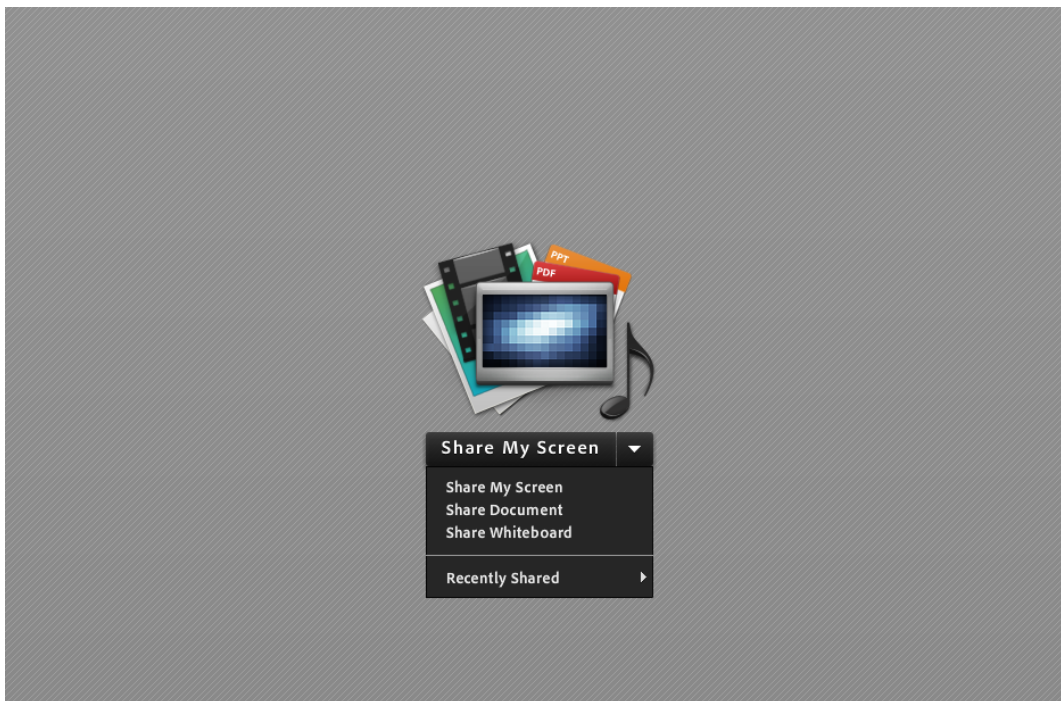 PPT
PDF
Share My Screen
Share My Screen
Share Document
Share Whiteboard
Recently Shared